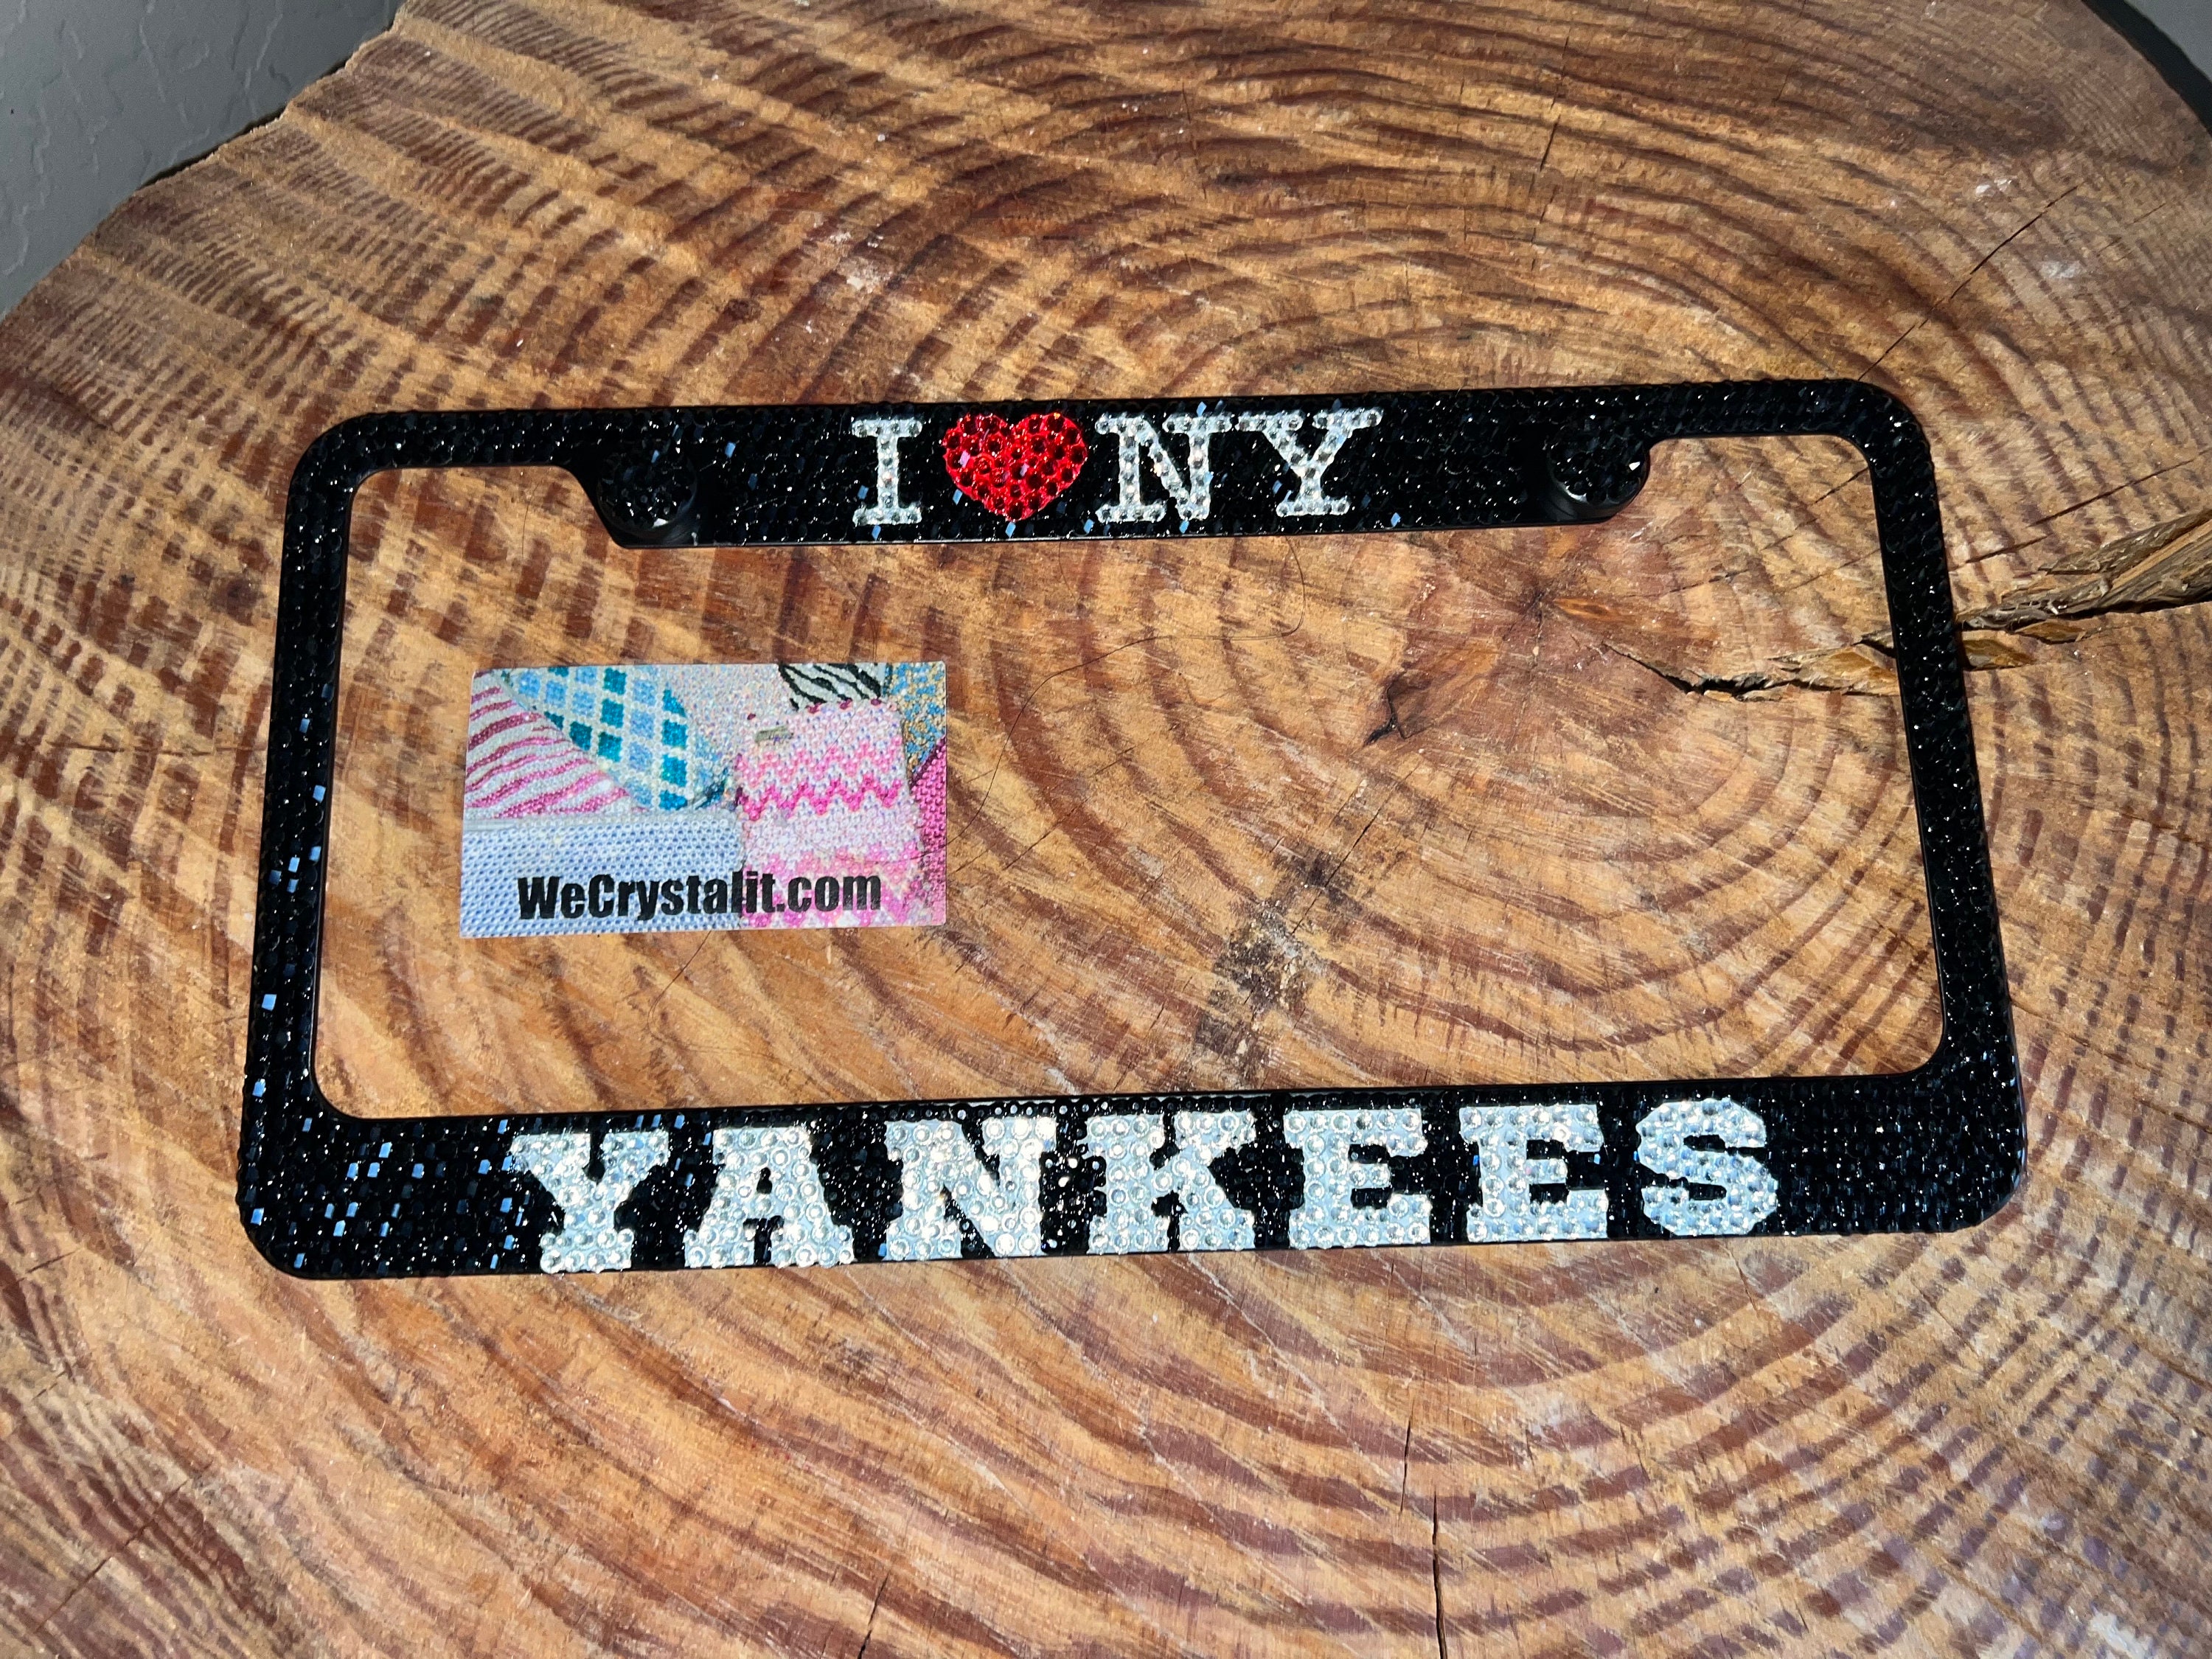 I ❤ NY
WeCrystalit.com
YANKEES